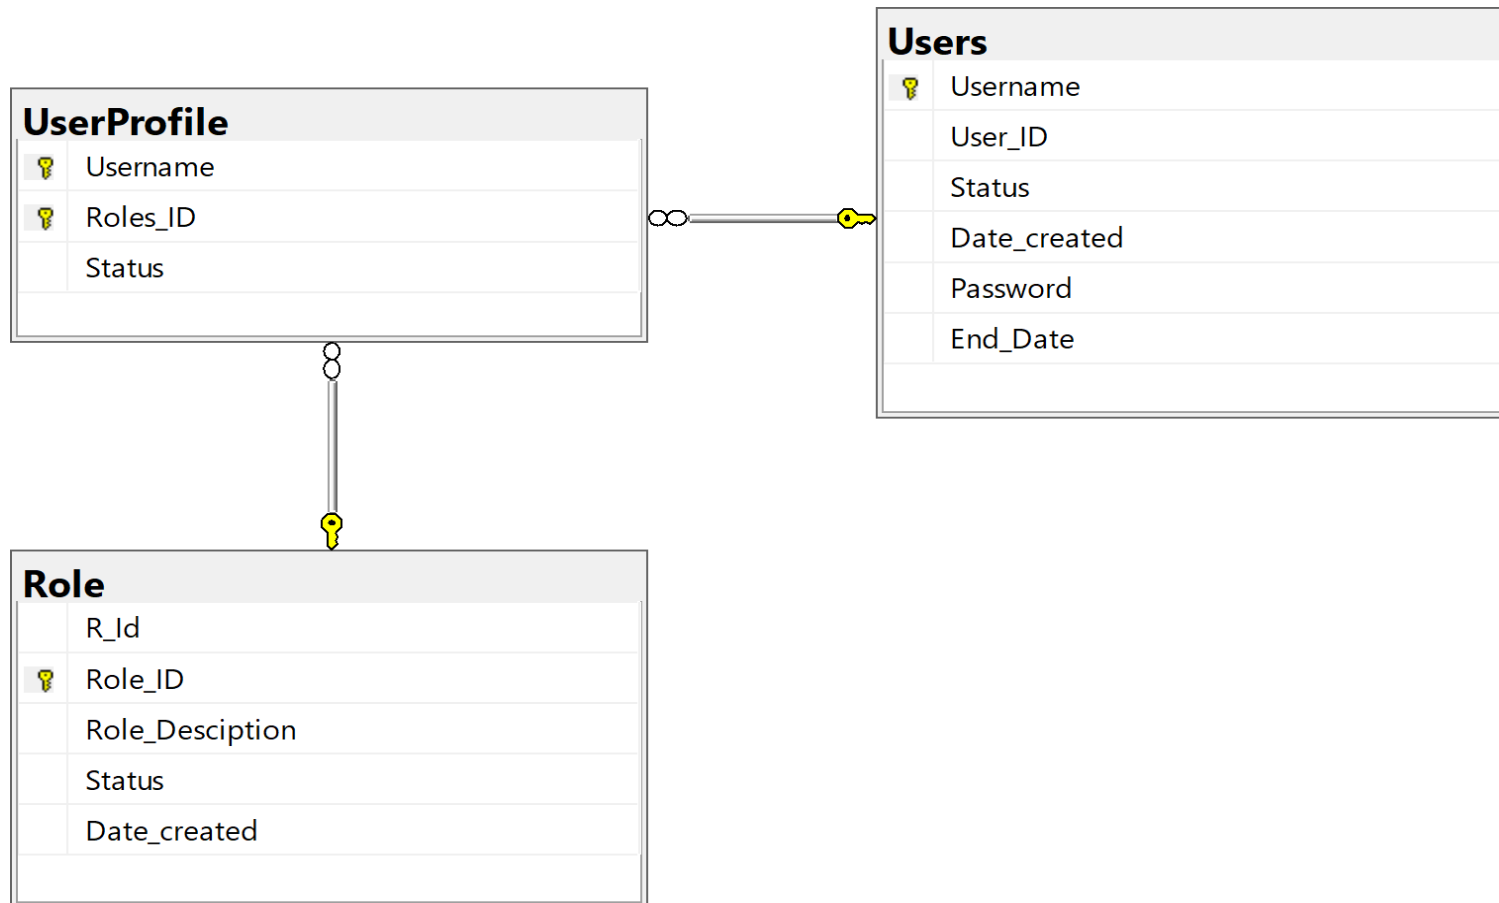 UserProfile
Username
Roles_ID
Status
Users
Username
User_ID
Status
Date_created
Password
End_Date
Role
R_Id
Role_ID
Role_Desciption
Status
Date_created